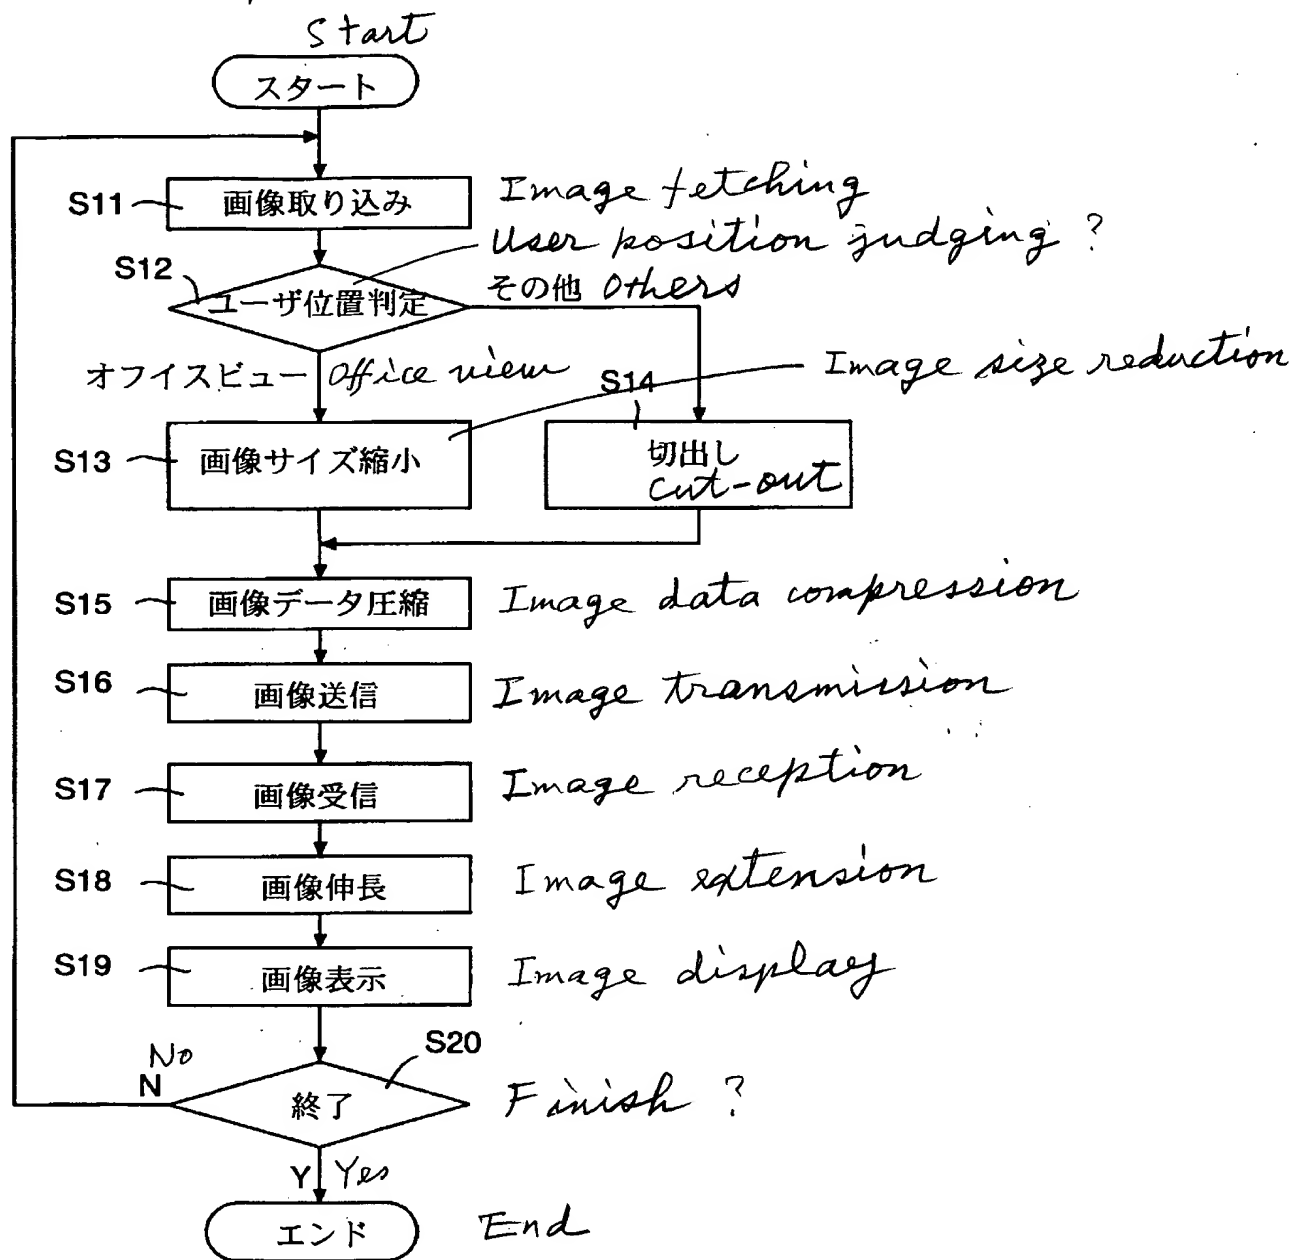 Start
スタート
S11 画像取り込み Image fetching
User position judging ?
S12 ユーザ位置判定 その他 Others
オフイスビュー Office view
S14 Image size reduction
S13 画像サイズ縮小 切出し
Cut-out
S15 画像データ圧縮 Image data compression
S16 画像送信 Image transmission
S17 画像受信 Image reception
S18 画像伸長 Image extension
S19 画像表示 Image display
S20
No
N 終了 Finish ?
Y Yes
エンド End